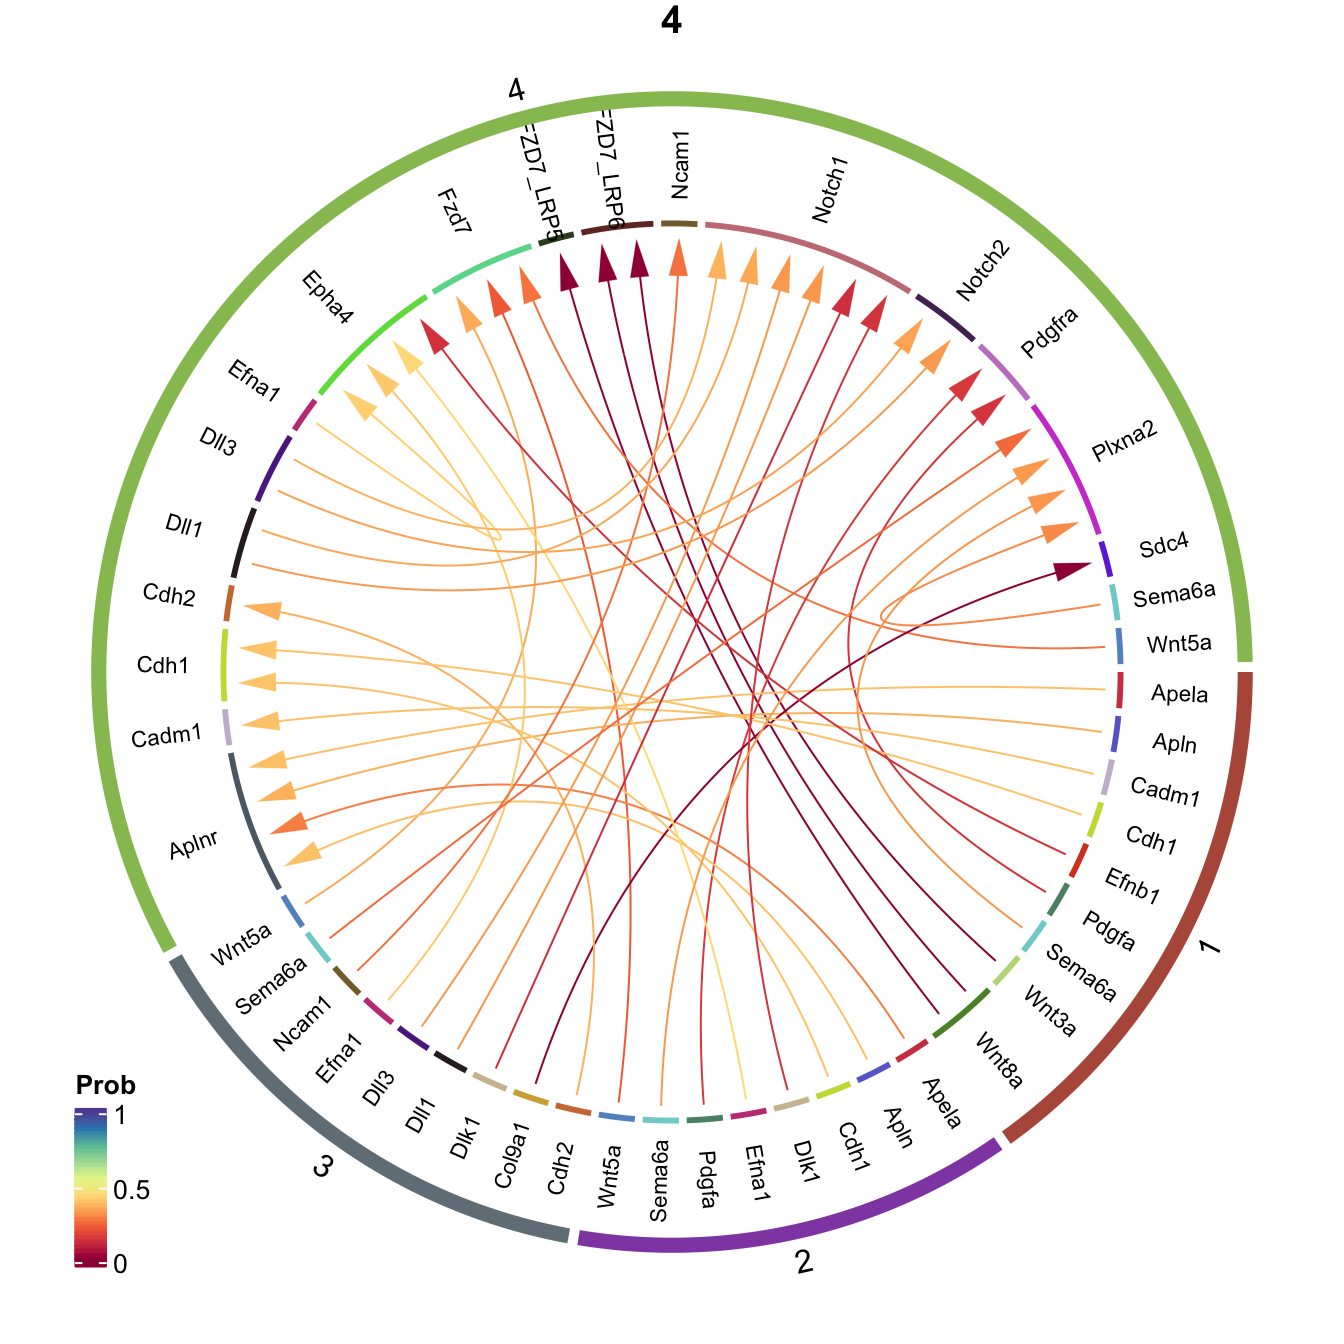 4
4
FZD7_LRP5
FZD7_LRP6
Ncam1
Notch1
Notch2
Pdgfra
Plxna2
Sdc4
Sema6a
Wnt5a
Apela
Apln
Cadm1
Cdh1
Efnb1
Pdgfa
Sema6a
Wnt3a
Wnt8a
1
Apela
Apln
Cdh1
Dlk1
Efna1
Pdgfa
Sema6a
Wnt5a
2
Cdh2
Col9a1
Dlk1
Dll1
Dll3
Efna1
Ncam1
Sema6a
Wnt5a
3
Aplnr
Cadm1
Cdh1
Cdh2
Dll1
Dll3
Efna1
Epha4
Fzd7
Prob
1
0.5
0